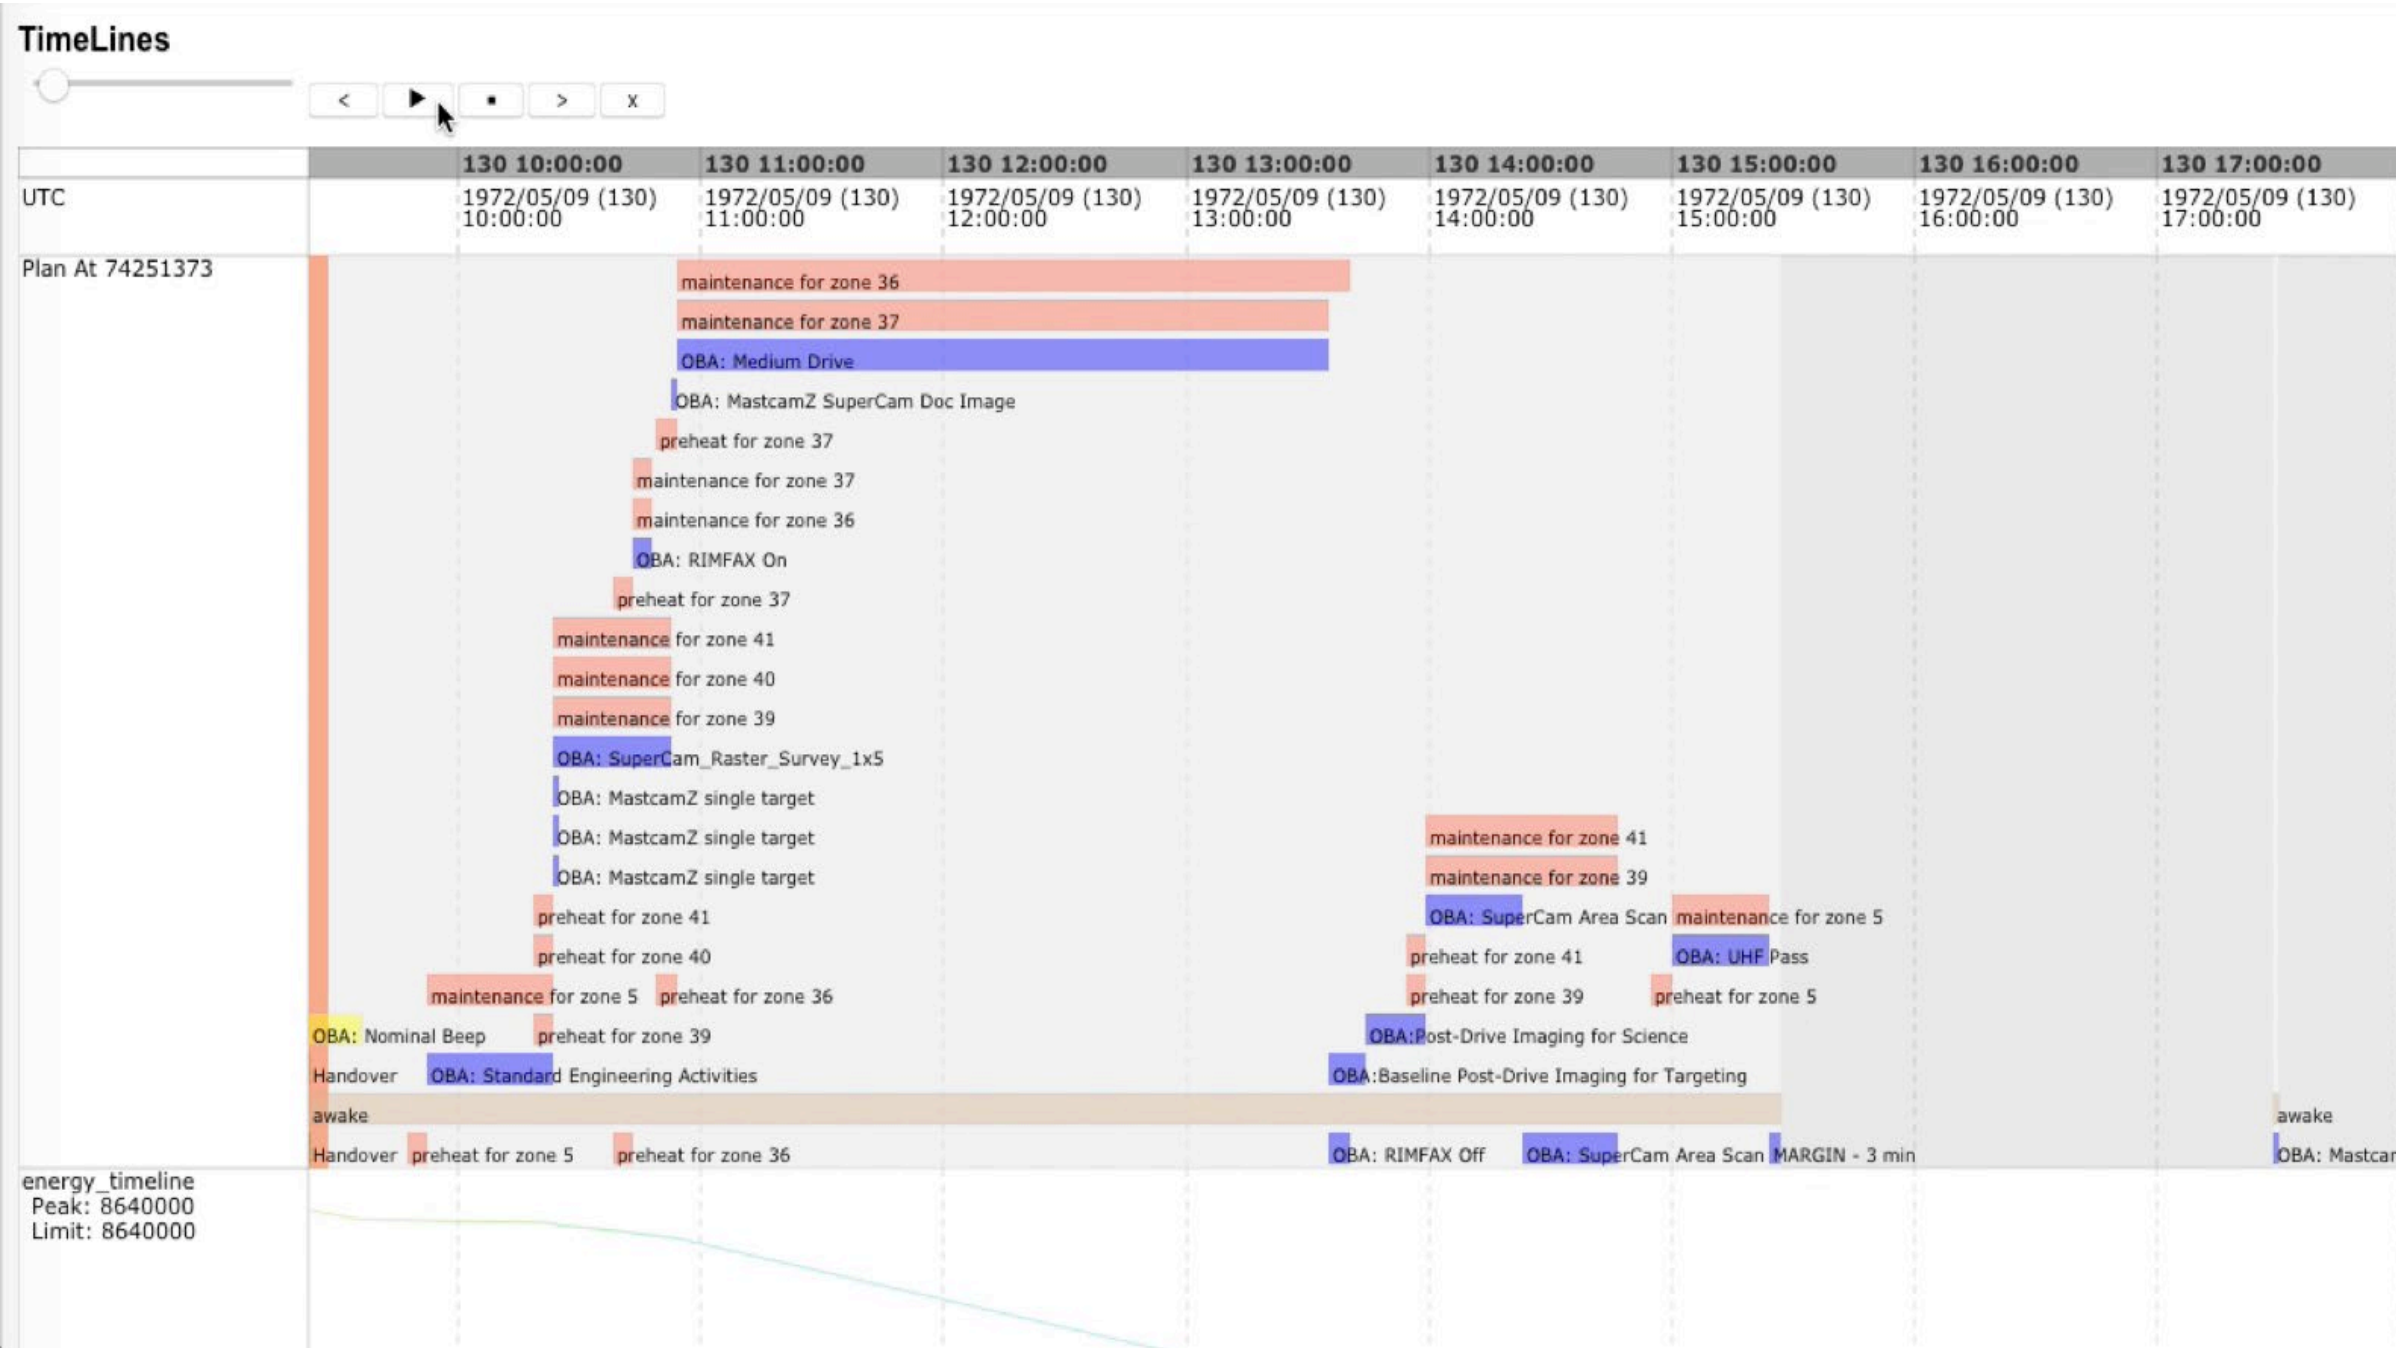 TimeLines
< ▶ ■ > x
130 10:00:00 130 11:00:00 130 12:00:00 130 13:00:00 130 14:00:00 130 15:00:00 130 16:00:00 130 17:00:00
UTC
1972/05/09 (130) 1972/05/09 (130) 1972/05/09 (130) 1972/05/09 (130) 1972/05/09 (130) 1972/05/09 (130) 1972/05/09 (130) 1972/05/09 (130)
10:00:00 11:00:00 12:00:00 13:00:00 14:00:00 15:00:00 16:00:00 17:00:00
Plan At 74251373
maintenance for zone 36
maintenance for zone 37
OBA: Medium Drive
OBA: MastcamZ SuperCam Doc Image
preheat for zone 37
maintenance for zone 37
maintenance for zone 36
OBA: RIMFAX On
preheat for zone 37
maintenance for zone 41
maintenance for zone 40
maintenance for zone 39
OBA: SuperCam_Raster_Survey_1x5
OBA: MastcamZ single target
OBA: MastcamZ single target maintenance for zone 41
OBA: MastcamZ single target maintenance for zone 39
preheat for zone 41 OBA: SuperCam Area Scan maintenance for zone 5
preheat for zone 40 preheat for zone 41 OBA: UHF Pass
maintenance for zone 5 preheat for zone 36 preheat for zone 39 preheat for zone 5
OBA: Nominal Beep preheat for zone 39 OBA:Post-Drive Imaging for Science
Handover OBA: Standard Engineering Activities OBA:Baseline Post-Drive Imaging for Targeting
awake awake
Handover preheat for zone 5 preheat for zone 36 OBA: RIMFAX Off OBA: SuperCam Area Scan MARGIN - 3 min OBA: Mastcar
energy_timeline
Peak: 8640000
Limit: 8640000